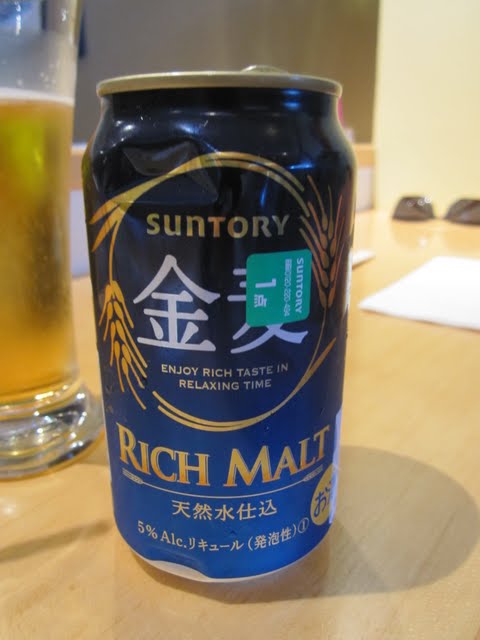 SUNTORY
金麦
SUNTORY
1点
ENJOY RICH TASTE IN
RELAXING TIME
RICH MALT
天然水仕込
お
5% Alc.リキュール(発泡性)①